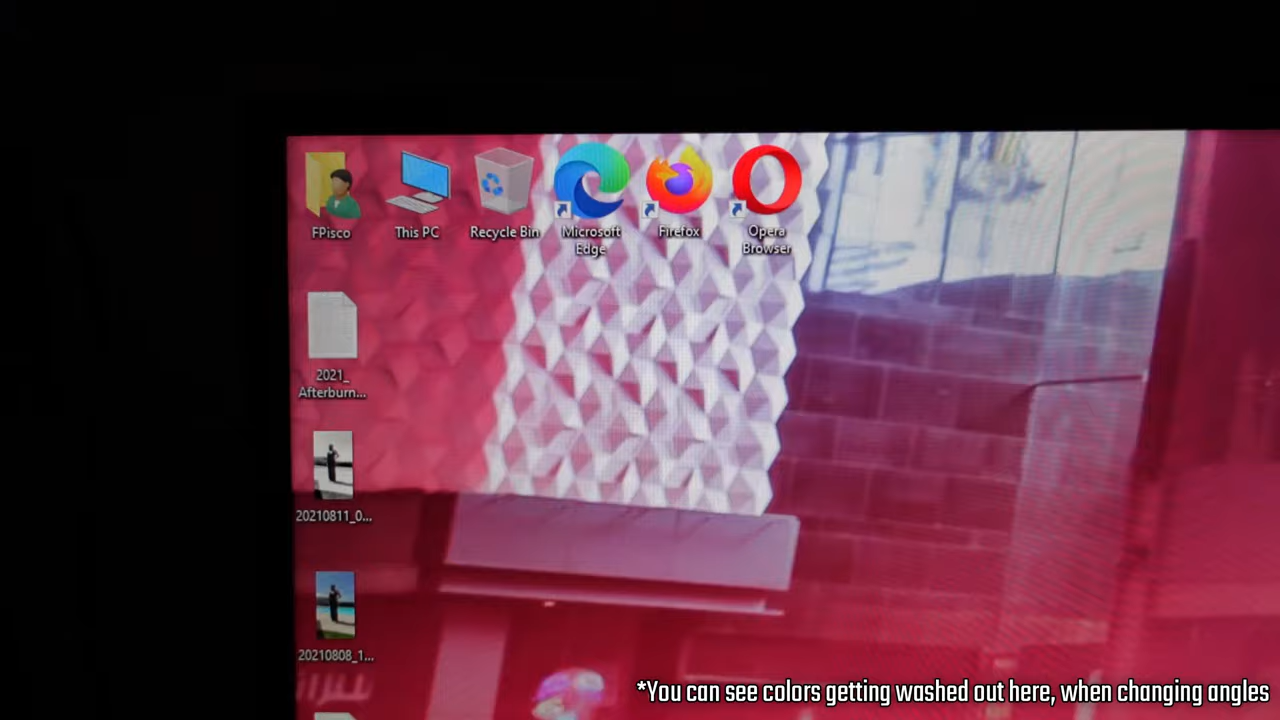 FPisco
This PC
Recycle Bin
Microsoft
Edge
Firefox
Opera
Browser
2021_
Afterburn...
20210811_0...
20210808_1...
*You can see colors getting washed out here, when changing angles